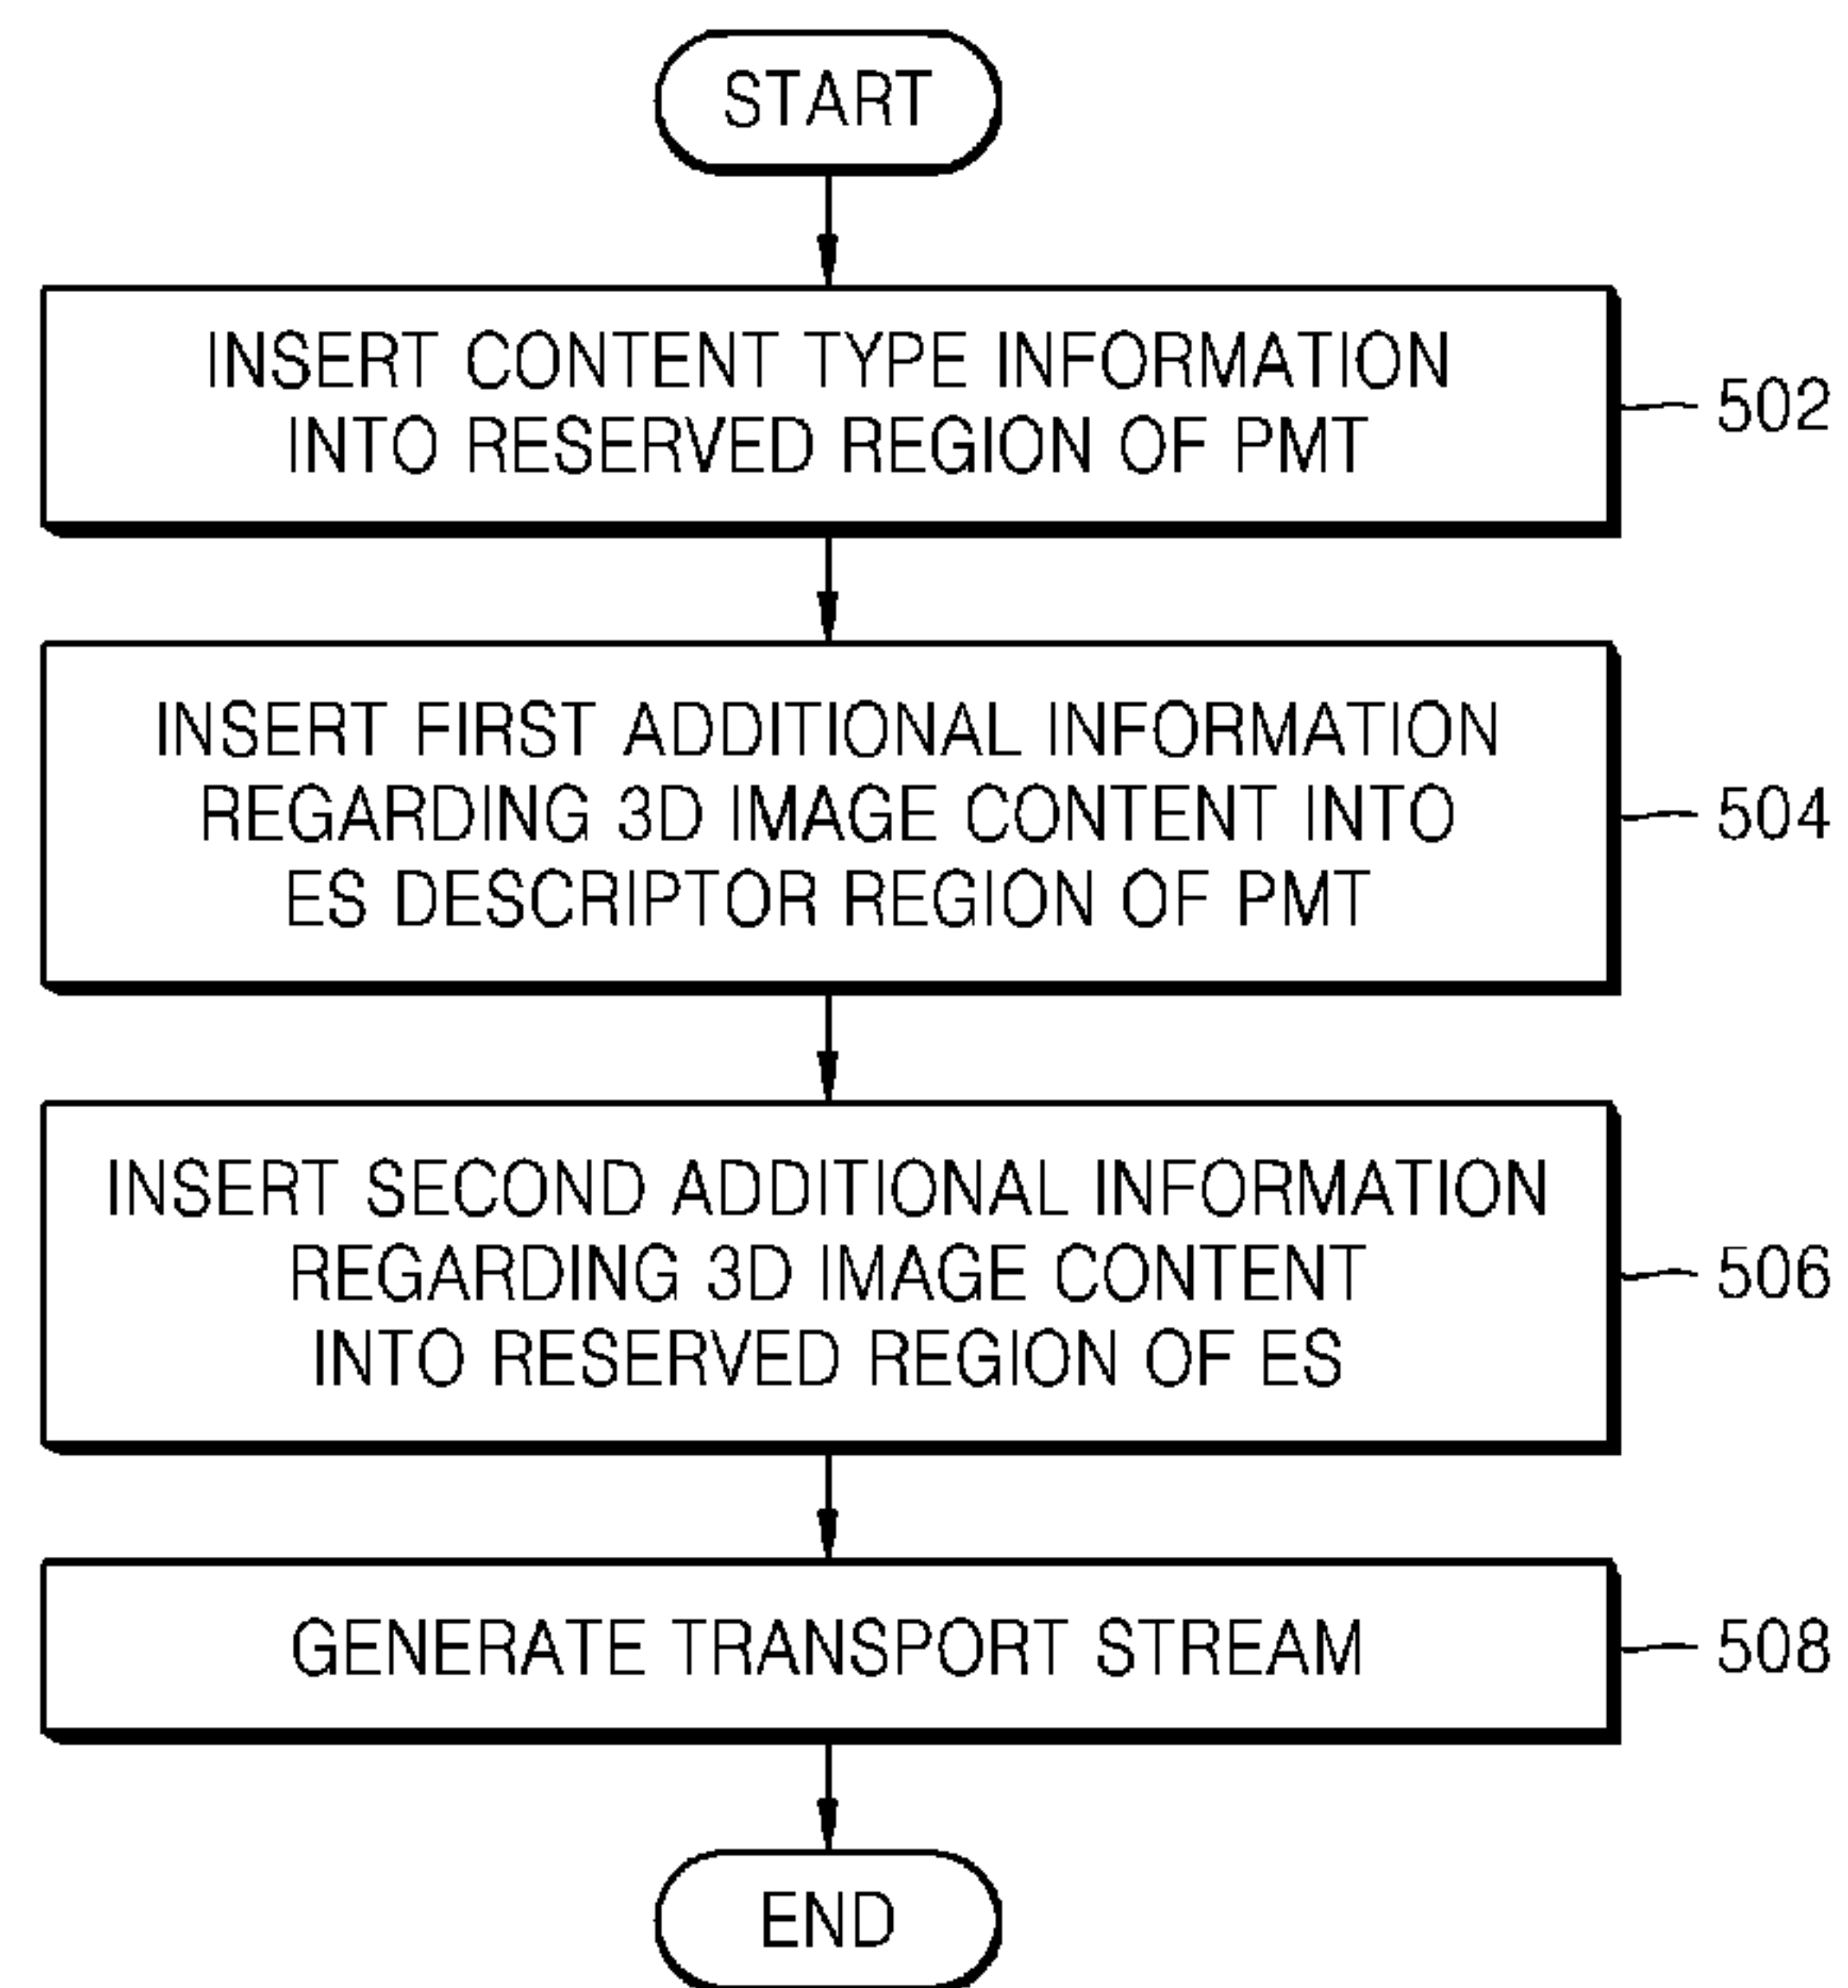 START
INSERT CONTENT TYPE INFORMATION
INTO RESERVED REGION OF PMT
502
INSERT FIRST ADDITIONAL INFORMATION
REGARDING 3D IMAGE CONTENT INTO
ES DESCRIPTOR REGION OF PMT
504
INSERT SECOND ADDITIONAL INFORMATION
REGARDING 3D IMAGE CONTENT
INTO RESERVED REGION OF ES
506
GENERATE TRANSPORT STREAM
508
END